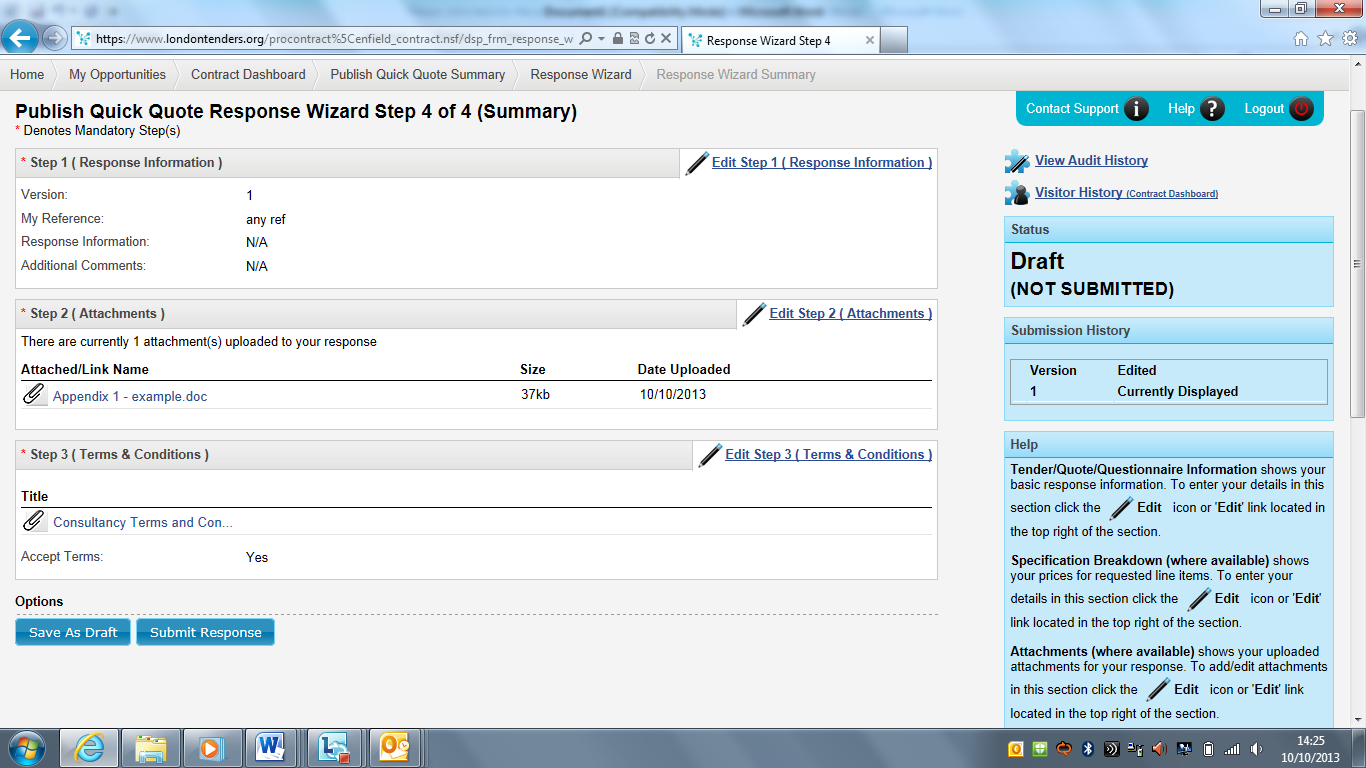 https://www.londontenders.org/procontract%5Cenfield_contract.nsf/dsp_frm_response_w
Response Wizard Step 4
Home
My Opportunities
Contract Dashboard
Publish Quick Quote Summary
Response Wizard
Response Wizard Summary
Publish Quick Quote Response Wizard Step 4 of 4 (Summary)
* Denotes Mandatory Step(s)
Contact Support
Help
Logout
* Step 1 ( Response Information )
Edit Step 1 ( Response Information )
Version: 1
My Reference: any ref
Response Information: N/A
Additional Comments: N/A
* Step 2 ( Attachments )
Edit Step 2 ( Attachments )
There are currently 1 attachment(s) uploaded to your response
Attached/Link Name Size Date Uploaded
Appendix 1 - example.doc 37kb 10/10/2013
* Step 3 ( Terms & Conditions )
Edit Step 3 ( Terms & Conditions )
Title
Consultancy Terms and Con...
Accept Terms: Yes
Options
Save As Draft
Submit Response
View Audit History
Visitor History (Contract Dashboard)
Status
Draft
(NOT SUBMITTED)
Submission History
Version Edited
1 Currently Displayed
Help
Tender/Quote/Questionnaire Information shows your
basic response information. To enter your details in this
section click the Edit icon or 'Edit' link located in
the top right of the section.
Specification Breakdown (where available) shows
your prices for requested line items. To enter your
details in this section click the Edit icon or 'Edit'
link located in the top right of the section.
Attachments (where available) shows your uploaded
attachments for your response. To add/edit attachments
in this section click the Edit icon or 'Edit' link
located in the top right of the section.
14:25
10/10/2013